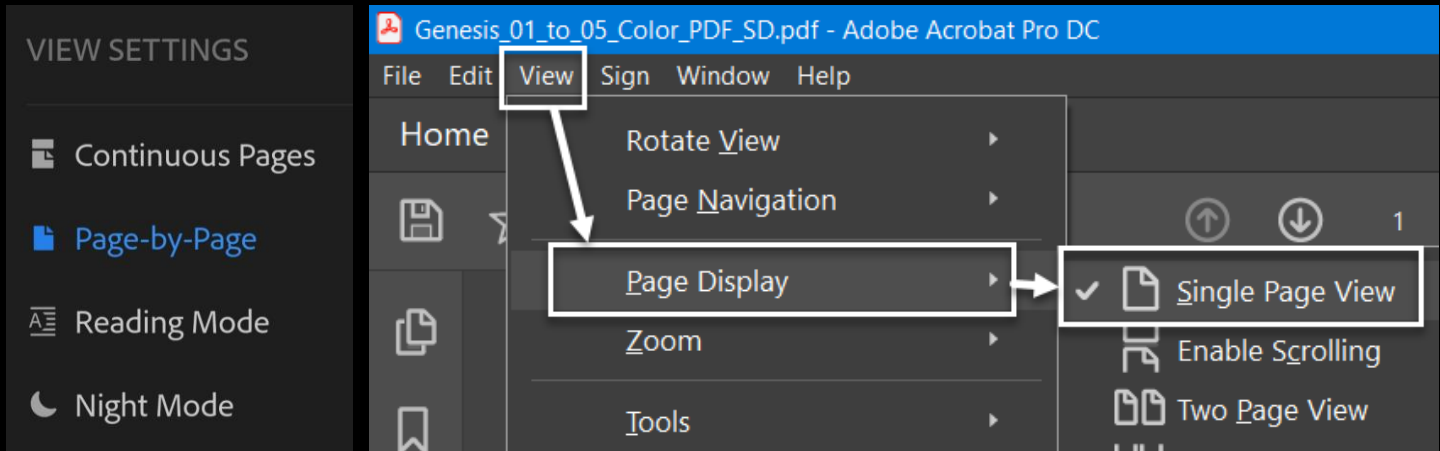 VIEW SETTINGS
Continuous Pages
Page-by-Page
Reading Mode
Night Mode
Genesis_01_to_05_Color_PDF_SD.pdf - Adobe Acrobat Pro DC
File Edit View Sign Window Help
Home
Rotate View
Page Navigation
1
Page Display
Single Page View
Zoom
Enable Scrolling
Two Page View
Tools